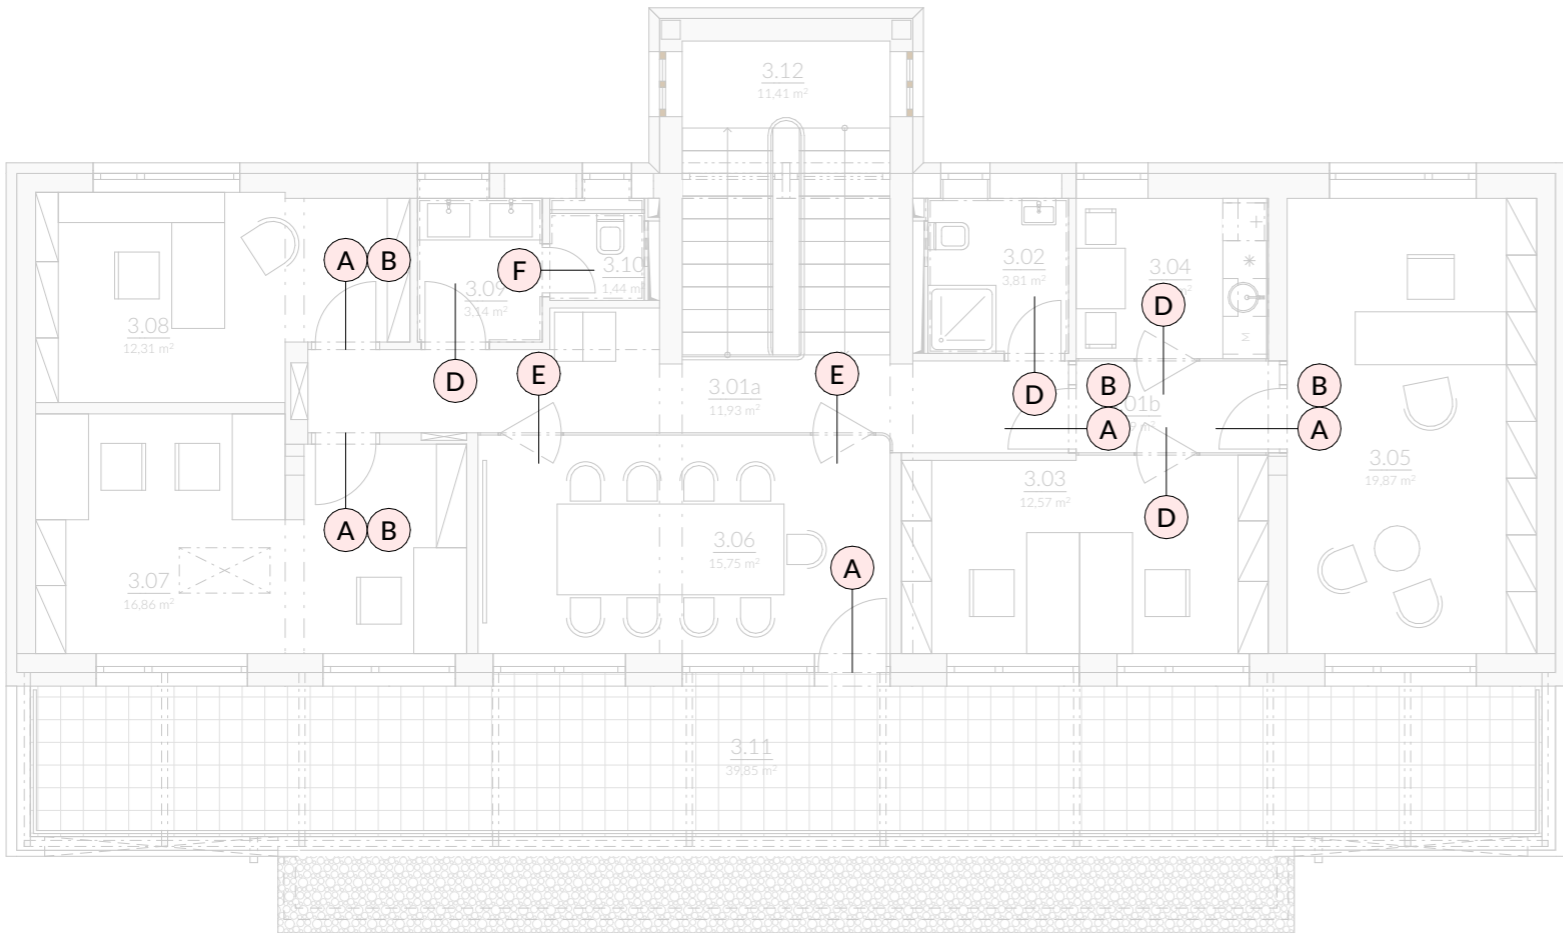 3.12
11,41 m²
A B
F
3.10
1,44 m
3.09
3,14 m²
3.02
3,81 m²
3.04
D
3.08
12,31 m²
D
E
3.01a
11,93 m²
E
D
B
01b
A
B
A
3.05
19,87 m²
3.03
12,57 m²
D
A B
3.06
15,75 m²
A
3.07
16,86 m²
3.11
39,85 m²